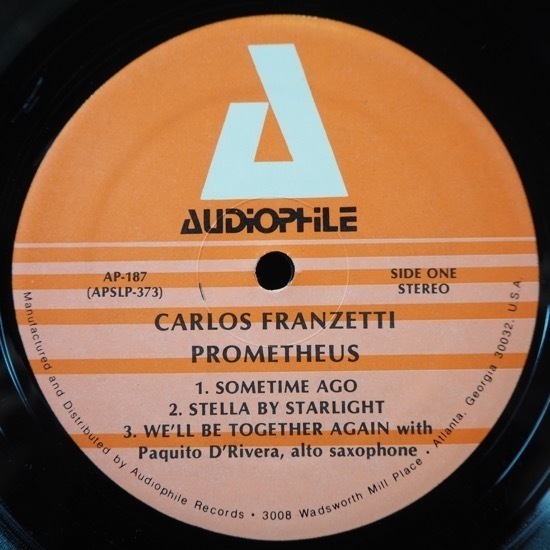 AUDIOPHILE
AP-187
(APSLP-373)
SIDE ONE
STEREO
CARLOS FRANZETTI
PROMETHEUS
1. SOMETIME AGO
2. STELLA BY STARLIGHT
3. WE'LL BE TOGETHER AGAIN with
Paquito D'Rivera, alto saxophone
Manufactured and Distributed by Audiophile Records • 3008 Wadsworth Mill Place • Atlanta, Georgia 30032, U.S.A.